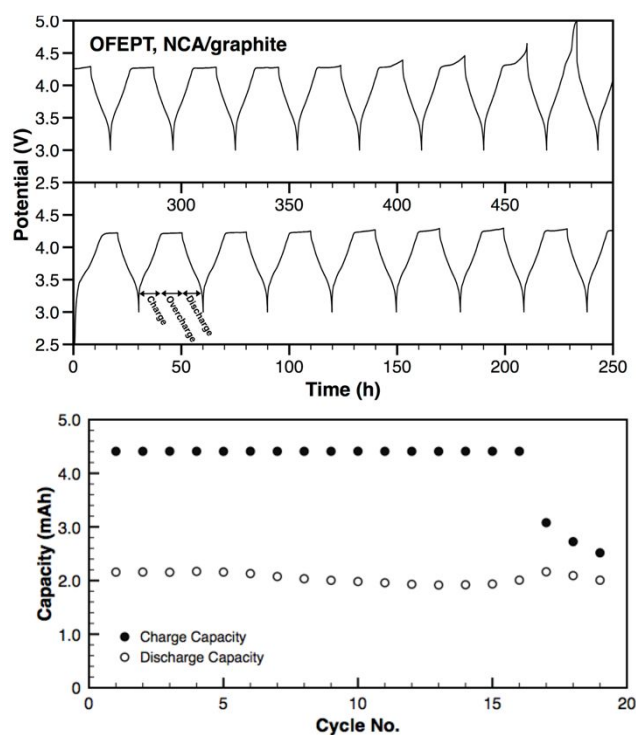 OFEPT, NCA/graphite
Potential (V)
5.0
4.5
4.0
3.5
3.0
2.5
300 350 400 450
4.5
4.0
3.5
3.0
2.5
Charge
Overcharge
Discharge
0 50 100 150 200 250
Time (h)
Capacity (mAh)
5.0
4.0
3.0
2.0
1.0
0
Charge Capacity
Discharge Capacity
0 5 10 15 20
Cycle No.